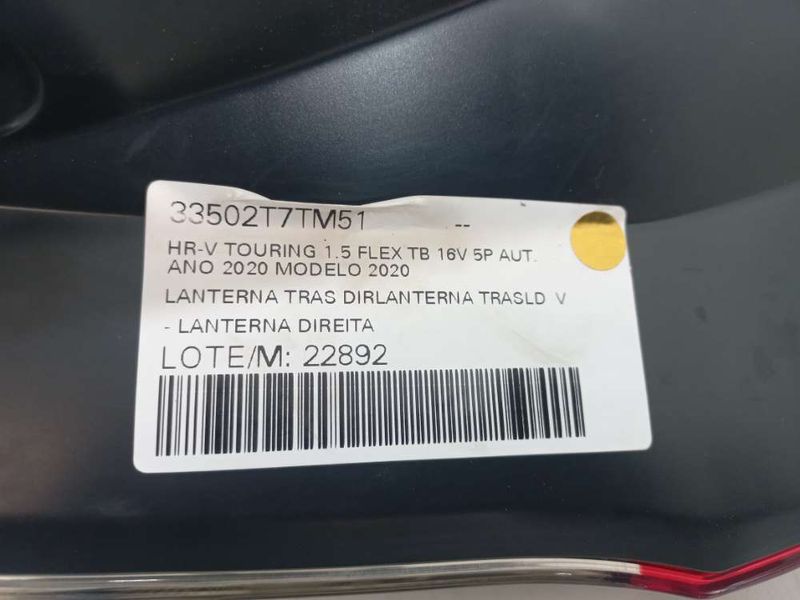 33502T7TM51 --
HR-V TOURING 1.5 FLEX TB 16V 5P AUT.
ANO 2020 MODELO 2020
LANTERNA TRAS DIRLANTERNA TRASLD V
- LANTERNA DIREITA
LOTE/M: 22892